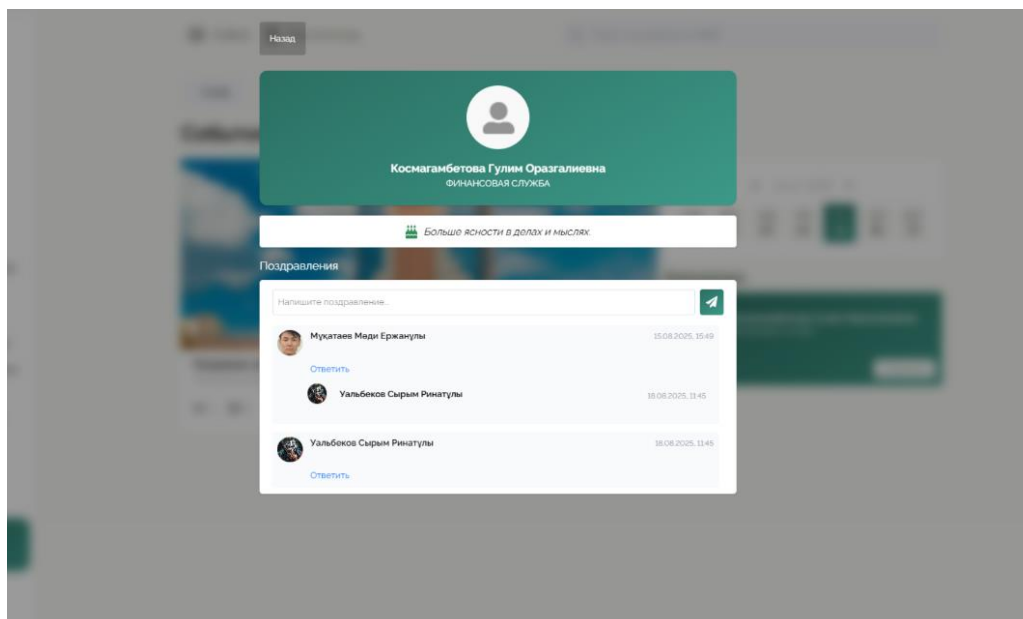 Назад
Космагамбетова Гулим Оразгалиевна
ФИНАНСОВАЯ СЛУЖБА
Больше ясности в делах и мыслях.
Поздравления
Напишите поздравление...
Мұқатаев Мәди Ержанұлы 15.08.2025, 15:49
Ответить
Уальбеков Сырым Ринатұлы 18.08.2025, 11:45
Уальбеков Сырым Ринатұлы 18.08.2025, 11:45
Ответить